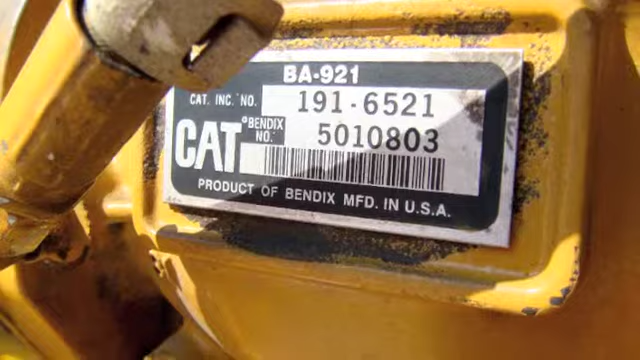 BA-921
CAT. INC. NO. 191-6521
CAT ®BENDIX NO. 5010803
PRODUCT OF BENDIX MFD. IN U.S.A.